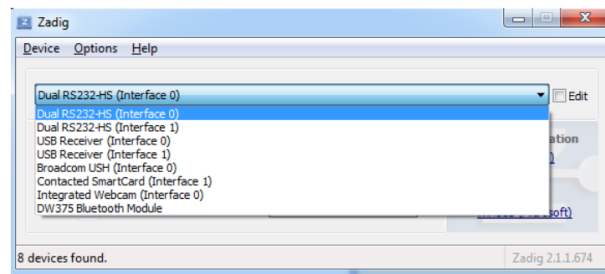 Zadig
Device Options Help
Dual RS232-HS (Interface 0) Edit
Dual RS232-HS (Interface 0)
Dual RS232-HS (Interface 1)
USB Receiver (Interface 0)
USB Receiver (Interface 1)
Broadcom USH (Interface 0)
Contacted SmartCard (Interface 1)
Integrated Webcam (Interface 0)
DW375 Bluetooth Module
8 devices found. Zadig 2.1.1.674